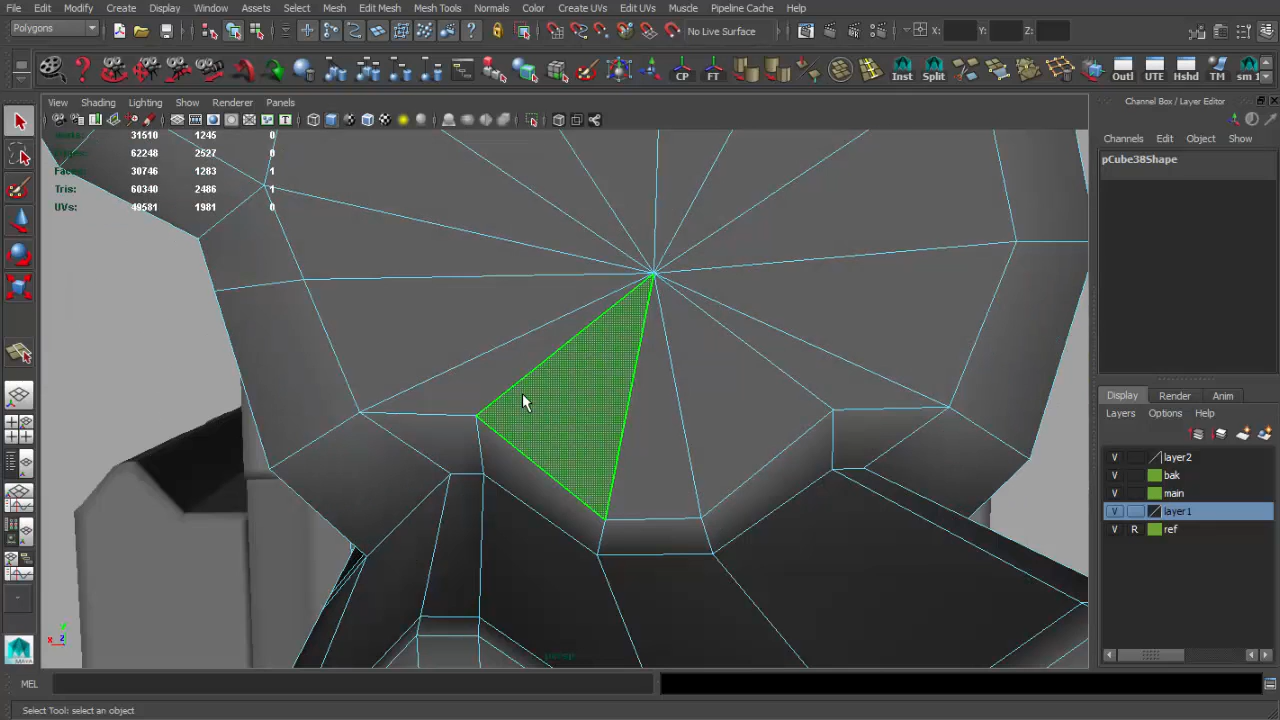 File Edit Modify Create Display Window Assets Select Mesh Edit Mesh Mesh Tools Normals Color Create UVs Edit UVs Muscle Pipeline Cache Help
Polygons No Live Surface X: Y: Z:
CP FT Inst Split Outl UTE Hshd TM sm 1
View Shading Lighting Show Renderer Panels
Channel Box / Layer Editor
Channels Edit Object Show
pCube38Shape
31510 1245 0
62248 2527 0
Faces: 30746 1283 1
Tris: 60340 2486 1
UVs: 49581 1981 0
Display Render Anim
Layers Options Help
V layer2
V bak
V main
V layer1
V R ref
persp
MEL
Select Tool: select an object